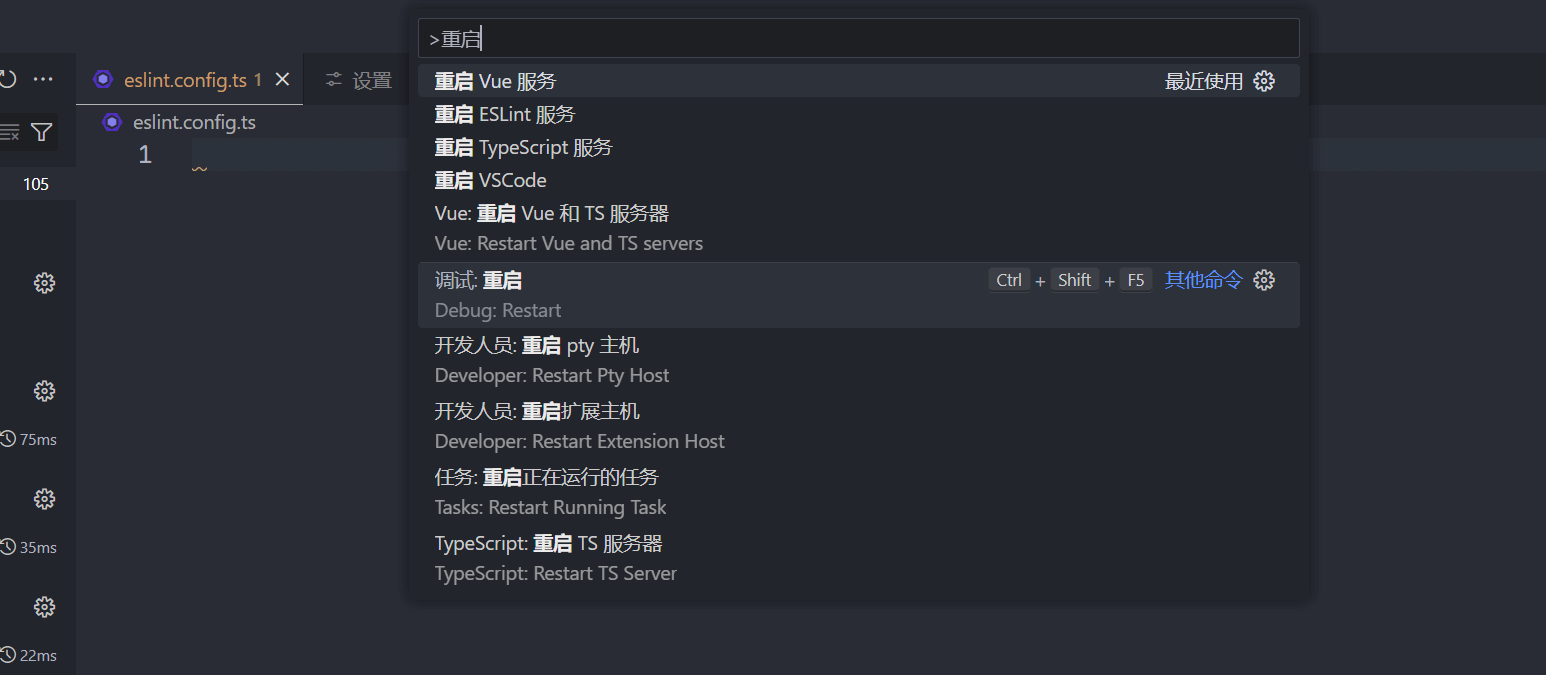 >重启
eslint.config.ts 1
设置
eslint.config.ts
1
105
75ms
35ms
22ms
重启 Vue 服务 最近使用
重启 ESLint 服务
重启 TypeScript 服务
重启 VSCode
Vue: 重启 Vue 和 TS 服务器
Vue: Restart Vue and TS servers
调试: 重启 Ctrl + Shift + F5 其他命令
Debug: Restart
开发人员: 重启 pty 主机
Developer: Restart Pty Host
开发人员: 重启扩展主机
Developer: Restart Extension Host
任务: 重启正在运行的任务
Tasks: Restart Running Task
TypeScript: 重启 TS 服务器
TypeScript: Restart TS Server